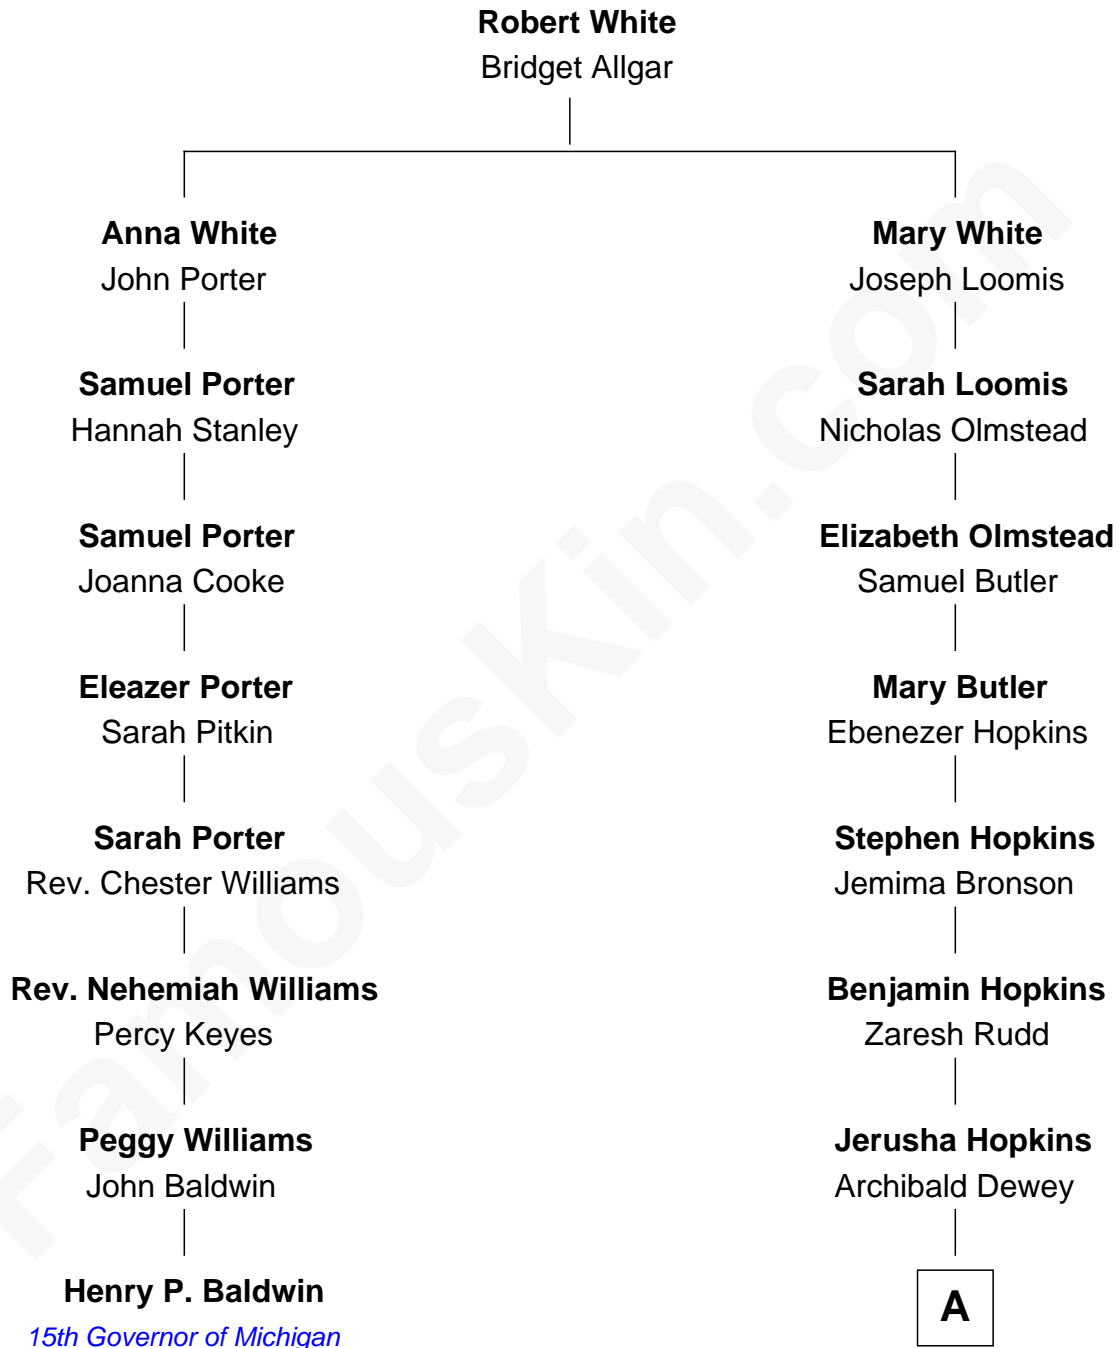 Robert White
Bridget Allgar
Anna White
John Porter
Mary White
Joseph Loomis
Samuel Porter
Hannah Stanley
Sarah Loomis
Nicholas Olmstead
Samuel Porter
Joanna Cooke
Elizabeth Olmstead
Samuel Butler
Eleazer Porter
Sarah Pitkin
Mary Butler
Ebenezer Hopkins
Sarah Porter
Rev. Chester Williams
Stephen Hopkins
Jemima Bronson
Rev. Nehemiah Williams
Percy Keyes
Benjamin Hopkins
Zaresh Rudd
Peggy Williams
John Baldwin
Jerusha Hopkins
Archibald Dewey
Henry P. Baldwin
15th Governor of Michigan
A
FamousKin.com